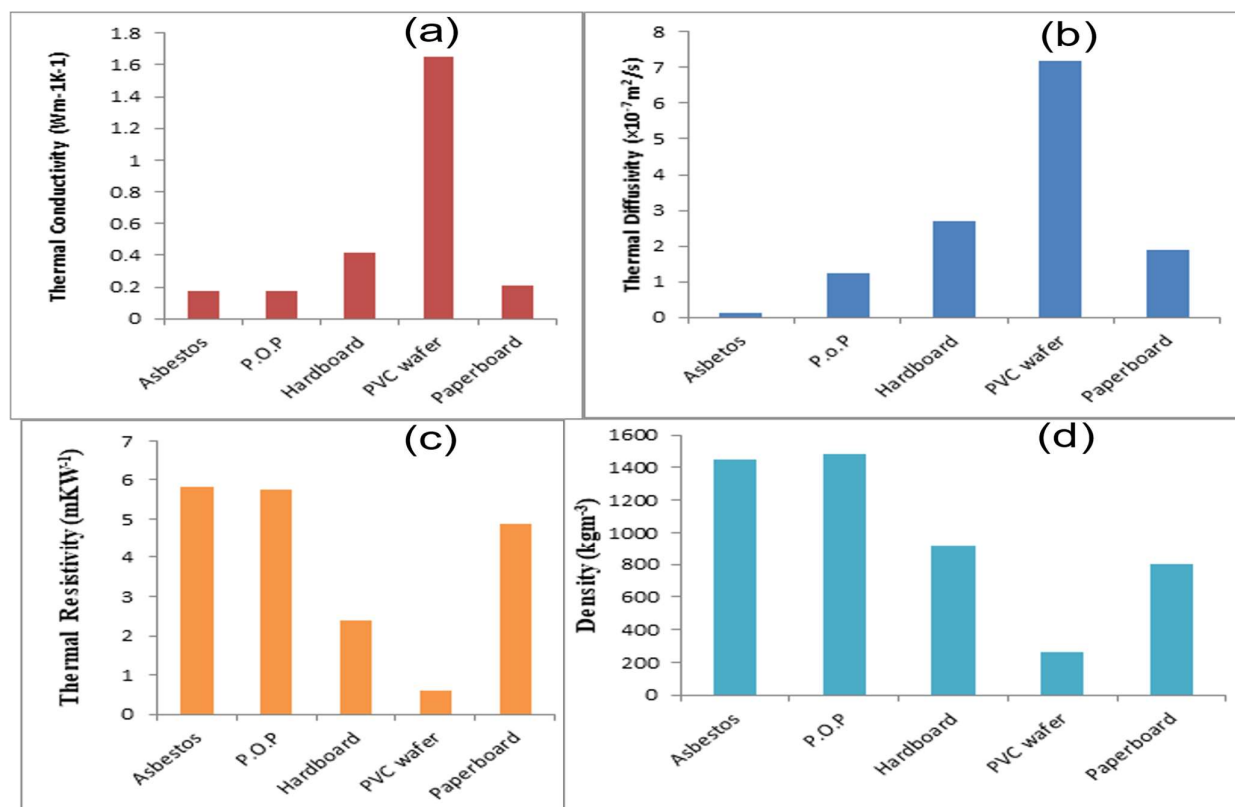 (a)
Thermal Conductivity (Wm-1K-1)
1.8
1.6
1.4
1.2
1
0.8
0.6
0.4
0.2
0
Asbestos
P.O.P
Hardboard
PVC wafer
Paperboard
(b)
Thermal Diffusivity (×10⁻⁷ m²/s)
8
7
6
5
4
3
2
1
0
Asbetos
P.o.P
Hardboard
PVC wafer
Paperboard
(c)
Thermal Resistivity (mKW⁻¹)
7
6
5
4
3
2
1
0
Asbestos
P.O.P
Hardboard
PVC wafer
Paperboard
(d)
Density (kgm⁻³)
1600
1400
1200
1000
800
600
400
200
0
Asbestos
P.O.P
Hardboard
PVC wafer
Paperboard